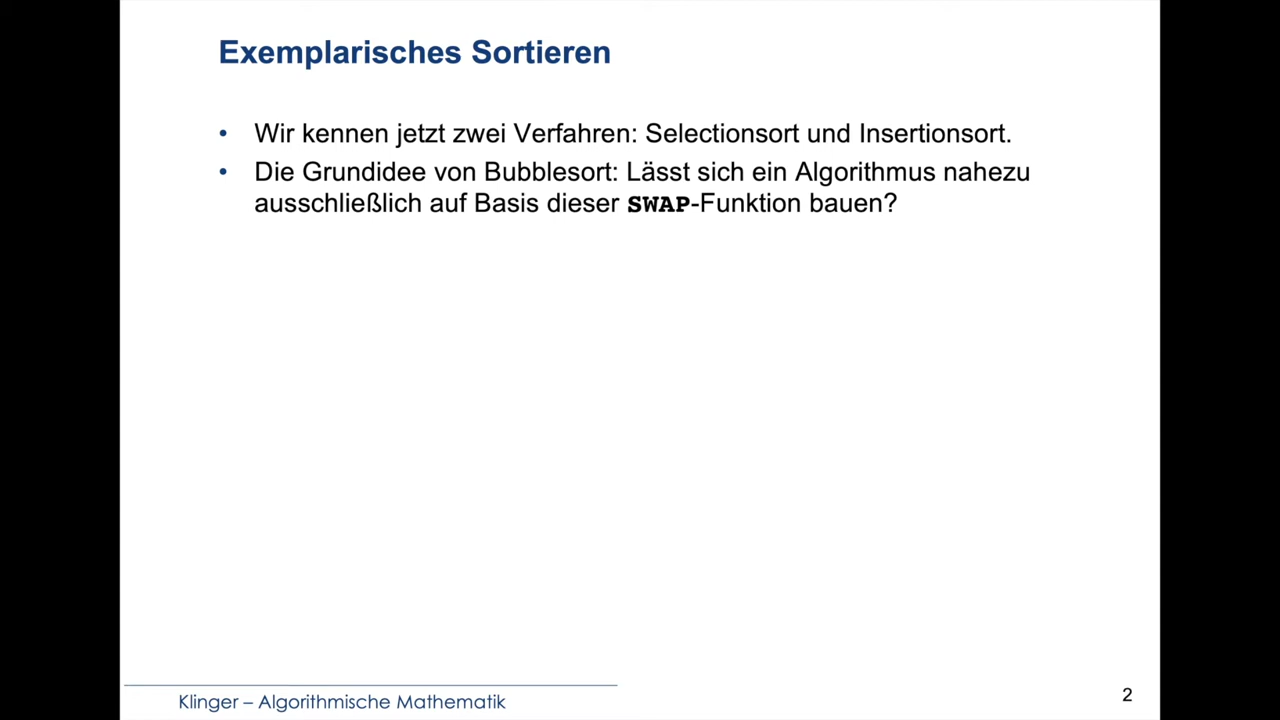 Exemplarisches Sortieren
• Wir kennen jetzt zwei Verfahren: Selectionsort und Insertionsort.
• Die Grundidee von Bubblesort: Lässt sich ein Algorithmus nahezu
ausschließlich auf Basis dieser SWAP-Funktion bauen?
Klinger – Algorithmische Mathematik
2